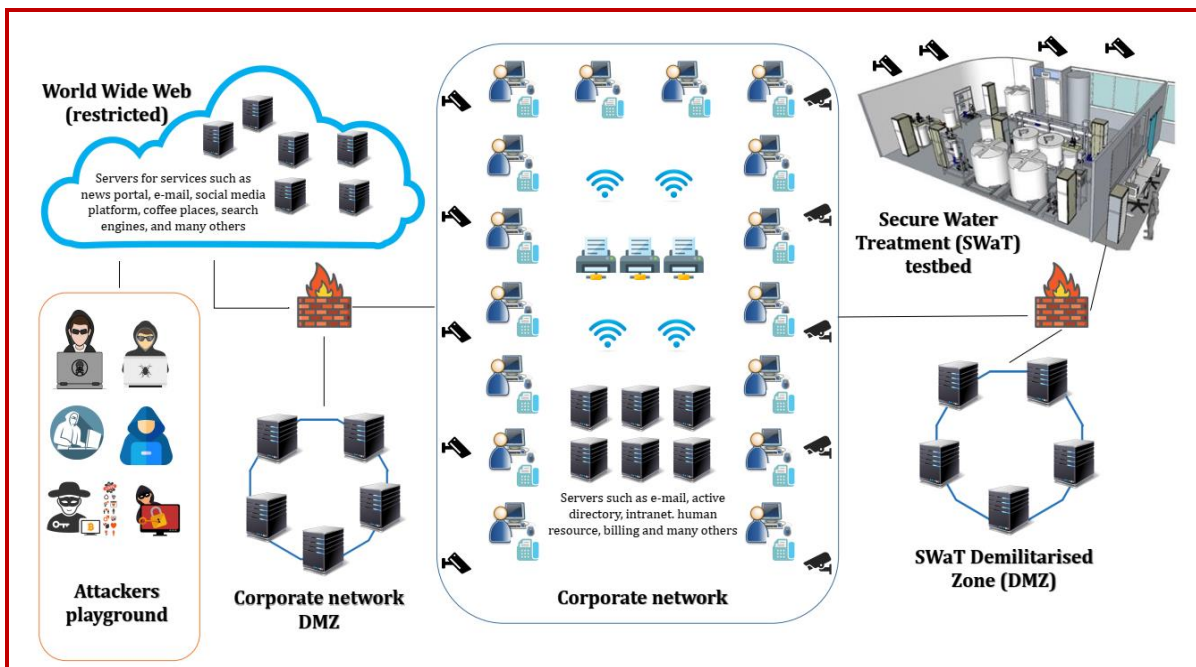 World Wide Web
(restricted)
Servers for services such as
news portal, e-mail, social media
platform, coffee places, search
engines, and many others
Attackers
playground
Corporate network
DMZ
Servers such as e-mail, active
directory, intranet. human
resource, billing and many others
Corporate network
Secure Water
Treatment (SWaT)
testbed
SWaT Demilitarised
Zone (DMZ)